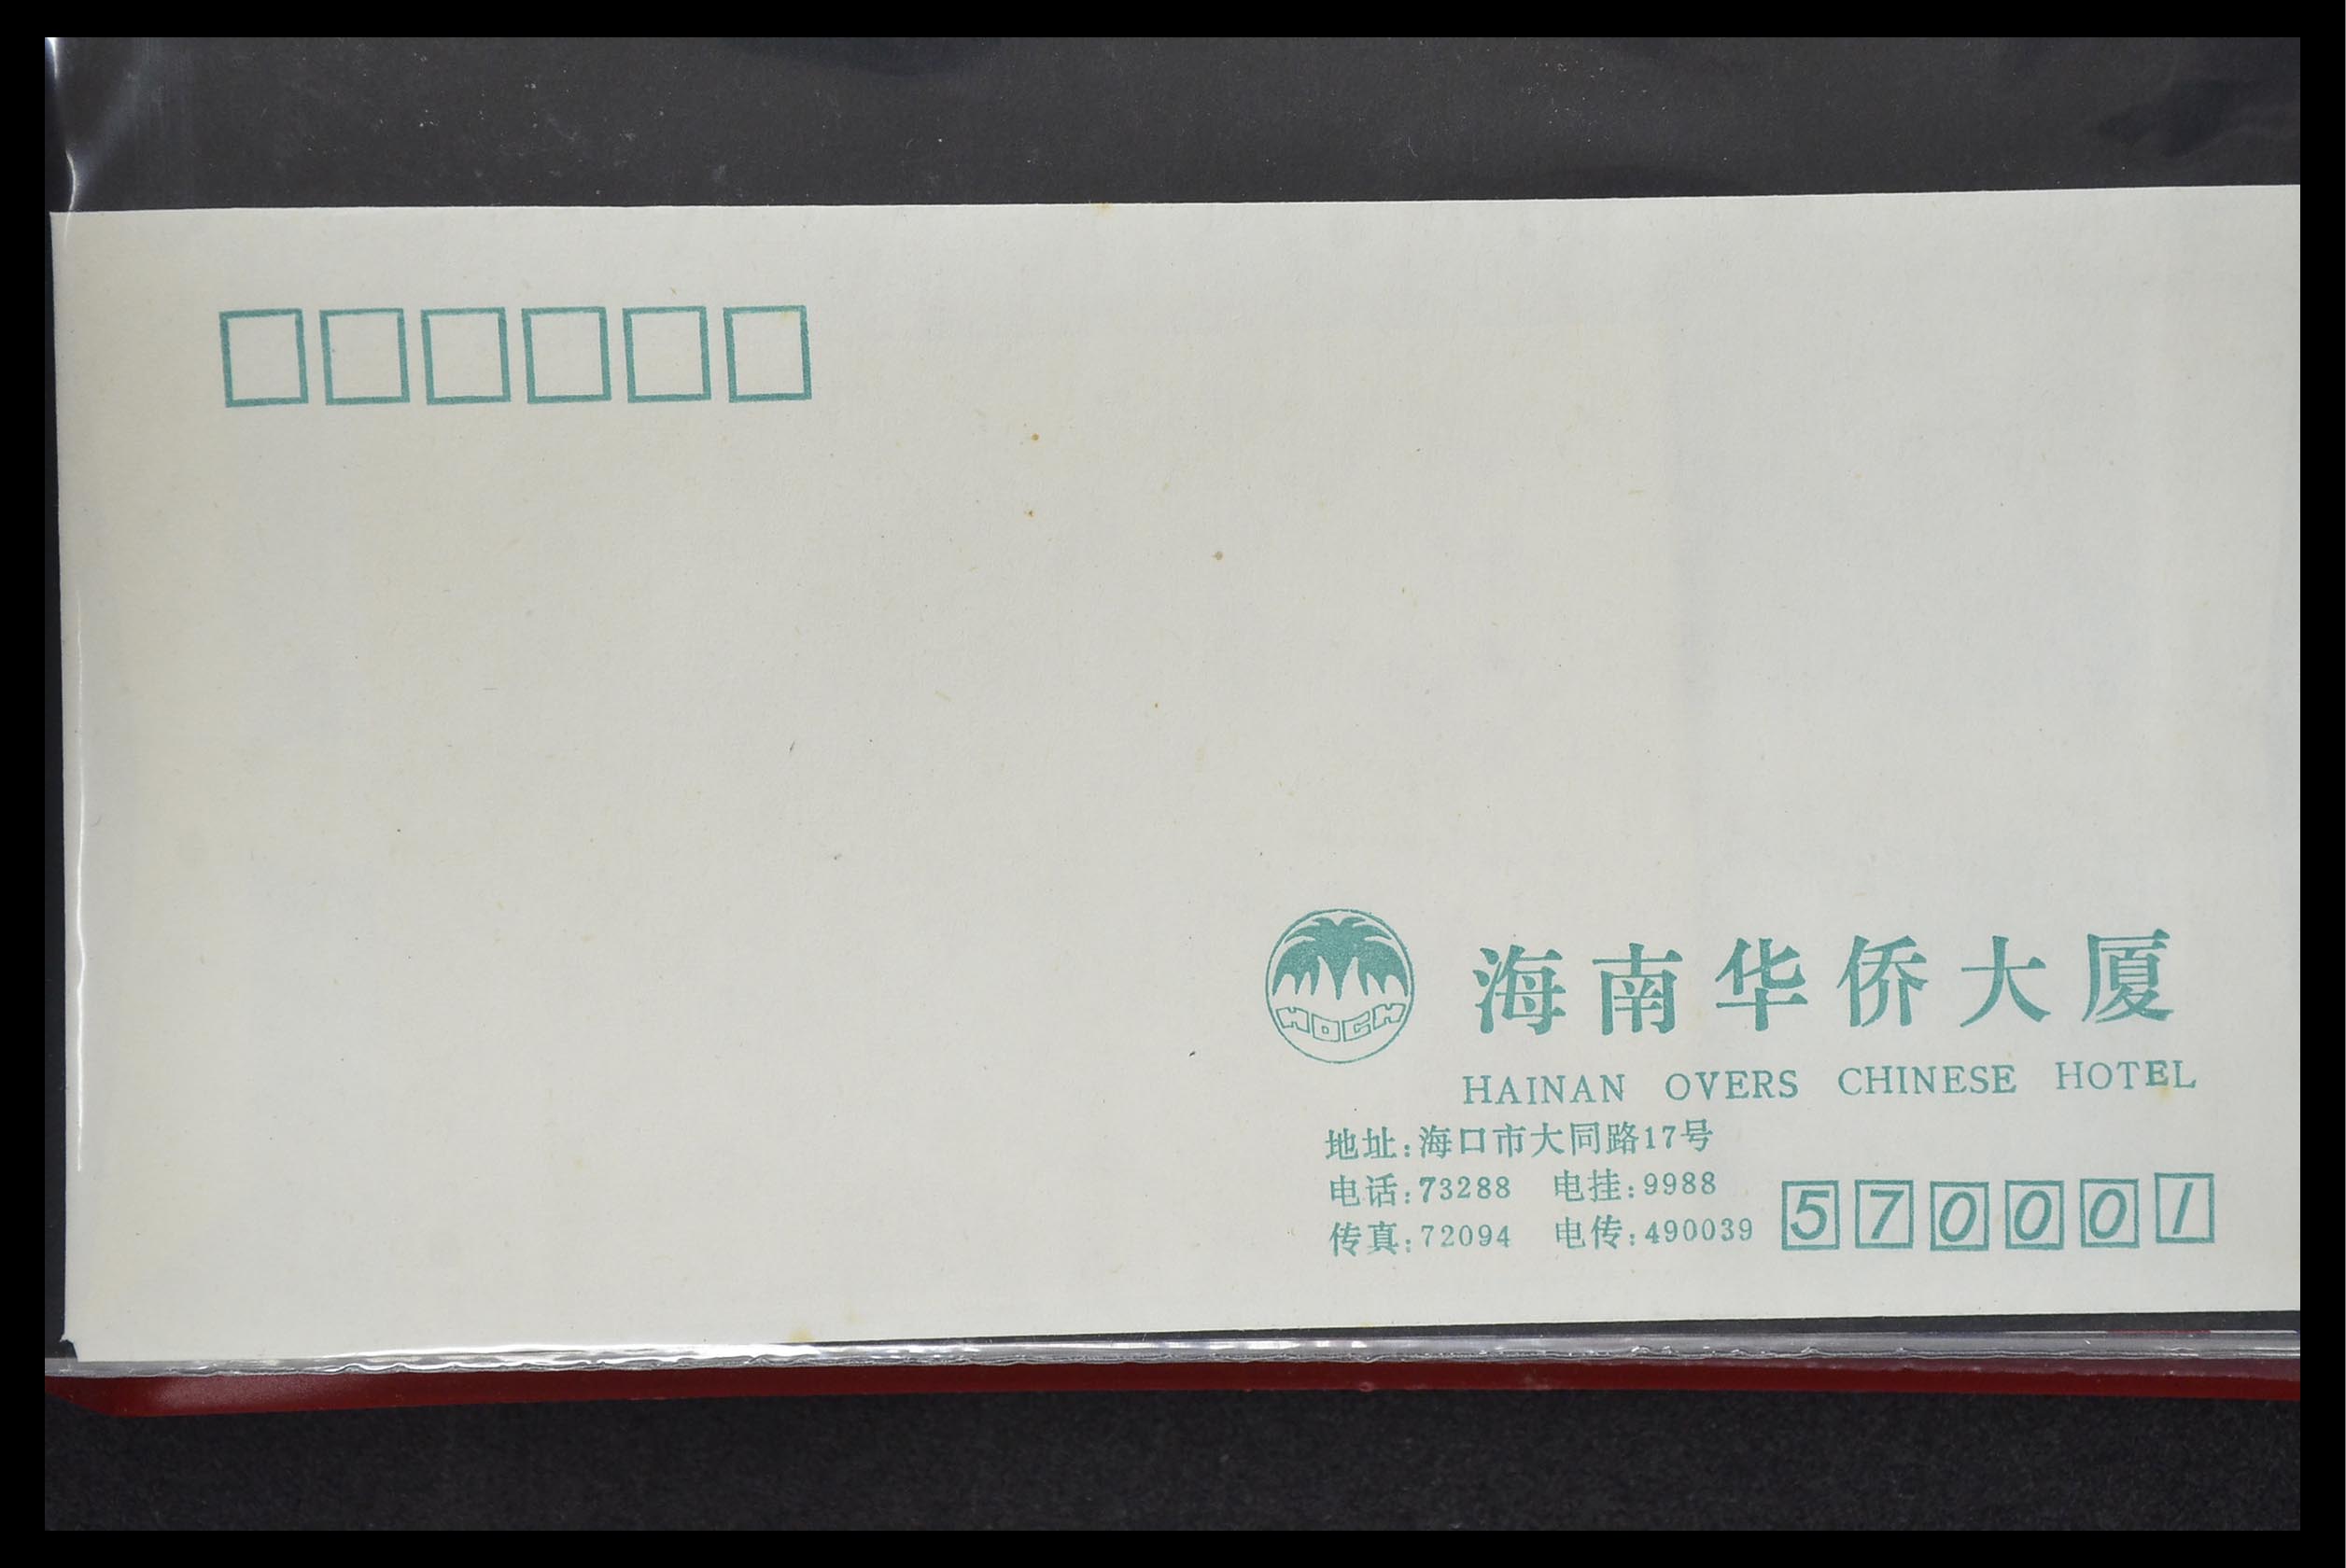 HOCH
海南华侨大厦
HAINAN OVERS CHINESE HOTEL
地址:海口市大同路17号
电话:73288 电挂:9988
传真:72094 电传:490039
570001